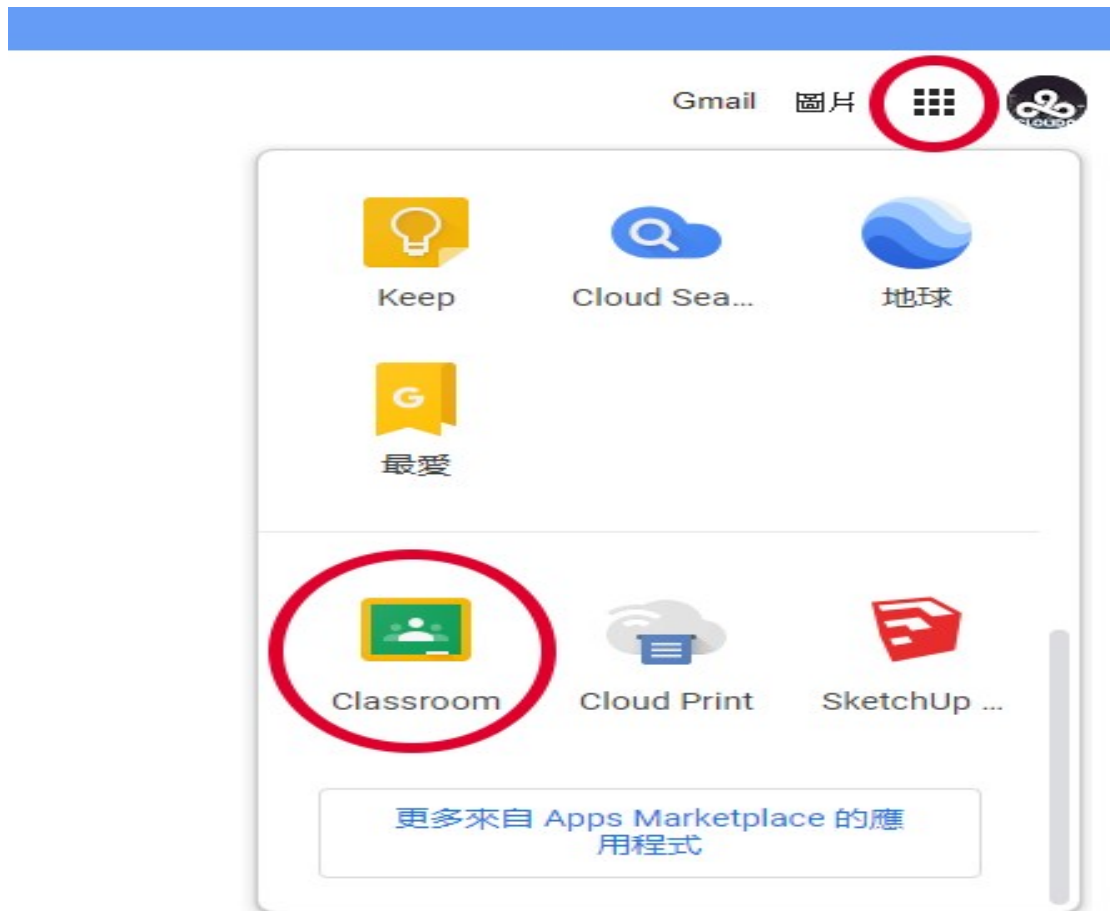 Gmail 圖片
CLOUD9
Keep Cloud Sea... 地球
G
最愛
Classroom Cloud Print SketchUp ...
更多來自 Apps Marketplace 的應
用程式